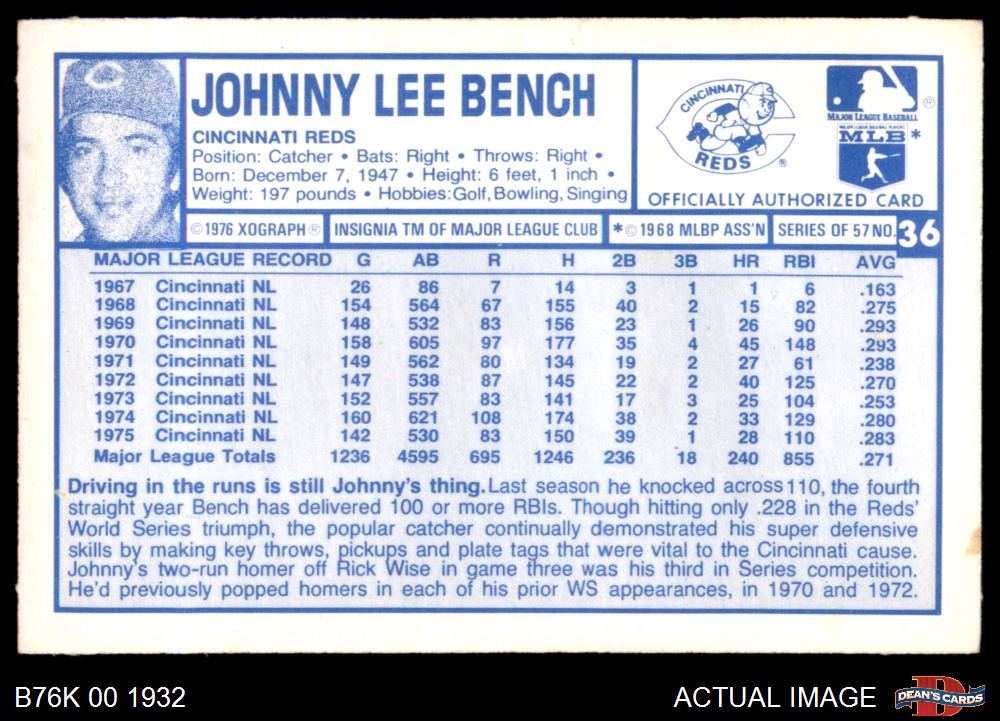 JOHNNY LEE BENCH
CINCINNATI REDS
Position: Catcher • Bats: Right • Throws: Right •
Born: December 7, 1947 • Height: 6 feet, 1 inch •
Weight: 197 pounds • Hobbies: Golf, Bowling, Singing
CINCINNATI
REDS
®
®
MAJOR LEAGUE BASEBALL
MAJOR LEAGUE BASEBALL PLAYERS
MLB *
OFFICIALLY AUTHORIZED CARD
© 1976 XOGRAPH ® INSIGNIA TM OF MAJOR LEAGUE CLUB *© 1968 MLBP ASS'N SERIES OF 57 NO. 36
MAJOR LEAGUE RECORD G AB R H 2B 3B HR RBI AVG
1967 Cincinnati NL 26 86 7 14 3 1 1 6 .163
1968 Cincinnati NL 154 564 67 155 40 2 15 82 .275
1969 Cincinnati NL 148 532 83 156 23 1 26 90 .293
1970 Cincinnati NL 158 605 97 177 35 4 45 148 .293
1971 Cincinnati NL 149 562 80 134 19 2 27 61 .238
1972 Cincinnati NL 147 538 87 145 22 2 40 125 .270
1973 Cincinnati NL 152 557 83 141 17 3 25 104 .253
1974 Cincinnati NL 160 621 108 174 38 2 33 129 .280
1975 Cincinnati NL 142 530 83 150 39 1 28 110 .283
Major League Totals 1236 4595 695 1246 236 18 240 855 .271
Driving in the runs is still Johnny's thing. Last season he knocked across 110, the fourth
straight year Bench has delivered 100 or more RBIs. Though hitting only .228 in the Reds'
World Series triumph, the popular catcher continually demonstrated his super defensive
skills by making key throws, pickups and plate tags that were vital to the Cincinnati cause.
Johnny's two-run homer off Rick Wise in game three was his third in Series competition.
He'd previously popped homers in each of his prior WS appearances, in 1970 and 1972.
B76K 00 1932
ACTUAL IMAGE
DEAN'S CARDS